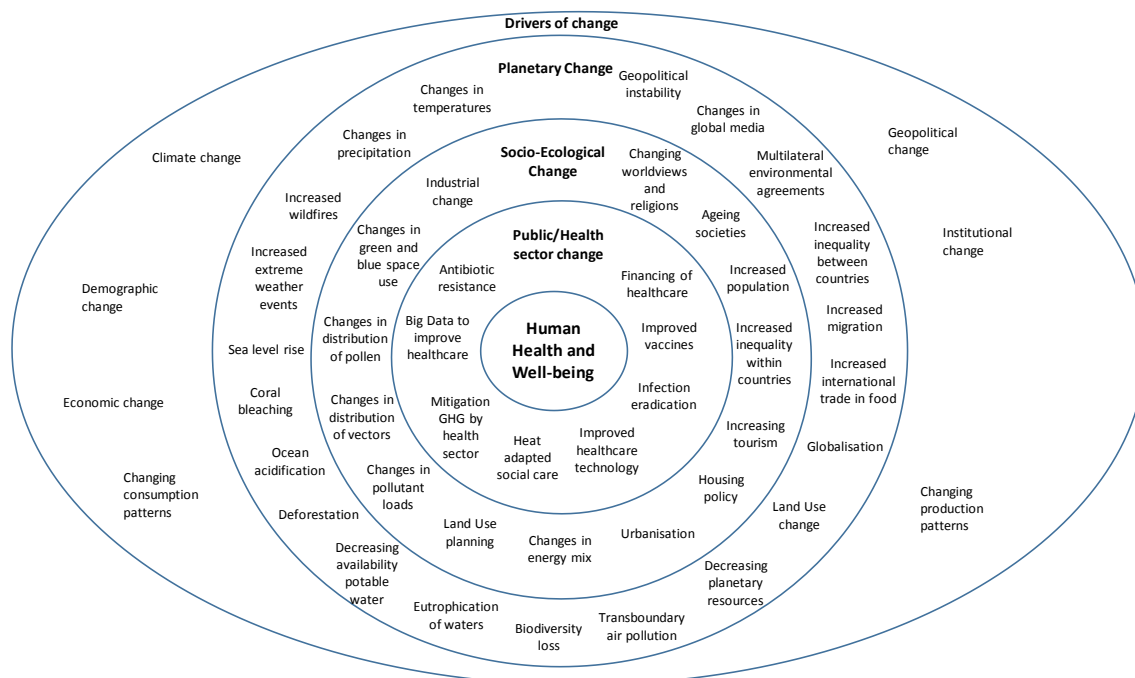 Drivers of change
Planetary Change
Geopolitical
instability
Changes in
temperatures
Changes in
global media
Geopolitical
change
Changes in
precipitation
Climate change
Socio-Ecological
Change
Changing
worldviews
and
religions
Multilateral
environmental
agreements
Industrial
change
Increased
wildfires
Ageing
societies
Changes in
green and
blue space
use
Public/Health
sector change
Increased
inequality
between
countries
Institutional
change
Increased
extreme
weather
events
Antibiotic
resistance
Financing of
healthcare
Increased
population
Demographic
change
Increased
migration
Changes in
distribution
of pollen
Big Data to
improve
healthcare
Human
Health and
Well-being
Improved
vaccines
Increased
inequality
within
countries
Sea level rise
Increased
international
trade in food
Coral
bleaching
Infection
eradication
Economic change
Changes in
distribution
of vectors
Mitigation
GHG by
health
sector
Heat
adapted
social care
Improved
healthcare
technology
Increasing
tourism
Globalisation
Ocean
acidification
Changes in
pollutant
loads
Housing
policy
Changing
consumption
patterns
Changing
production
patterns
Deforestation
Land Use
planning
Changes in
energy mix
Urbanisation
Land Use
change
Decreasing
availability
potable
water
Decreasing
planetary
resources
Eutrophication
of waters
Biodiversity
loss
Transboundary
air pollution